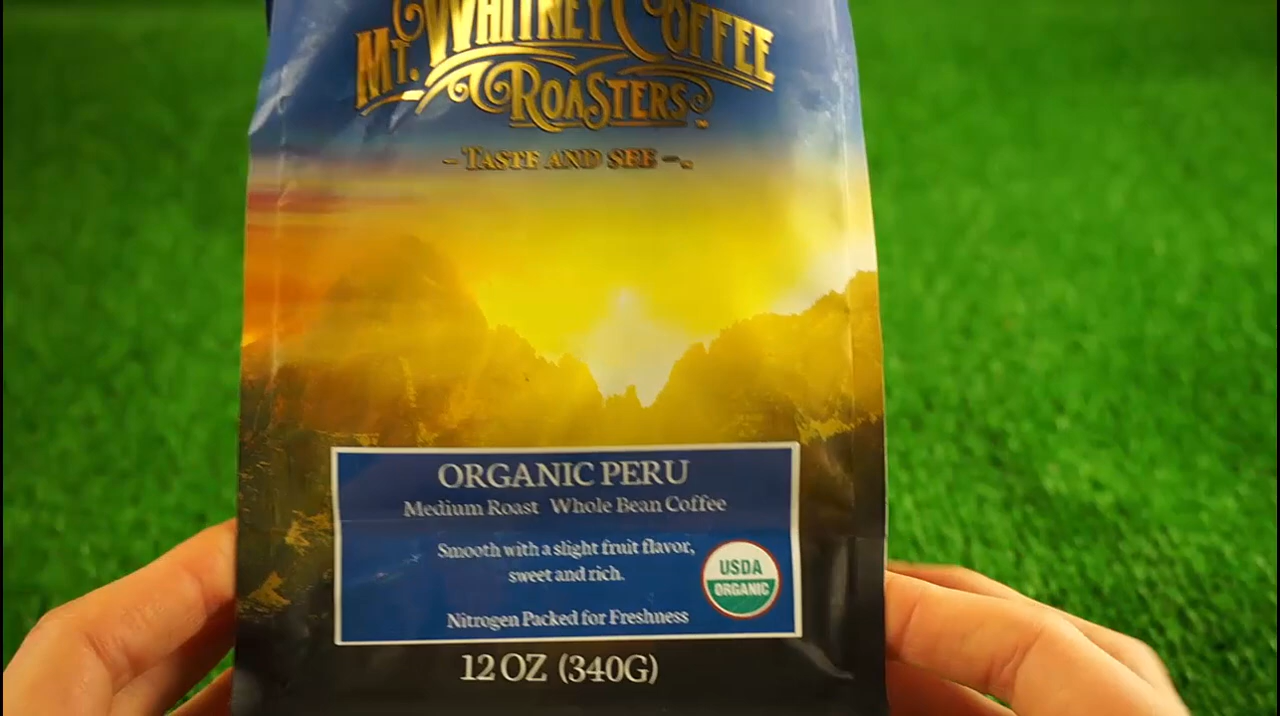 MT. WHITNEY COFFEE
ROASTERS™
- TASTE AND SEE -
ORGANIC PERU
Medium Roast Whole Bean Coffee
Smooth with a slight fruit flavor,
sweet and rich.
USDA
ORGANIC
Nitrogen Packed for Freshness
12 OZ (340G)